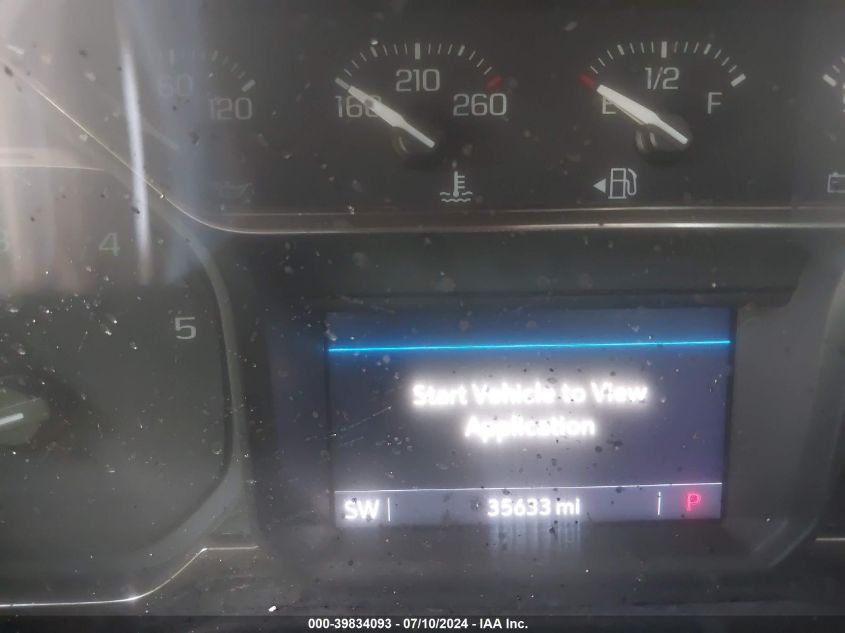 60
120
160
210
260
E
1/2
F
3
4
5
Start Vehicle to View
Application
SW
35633 mi
P
000-39834093 - 07/10/2024 - IAA Inc.